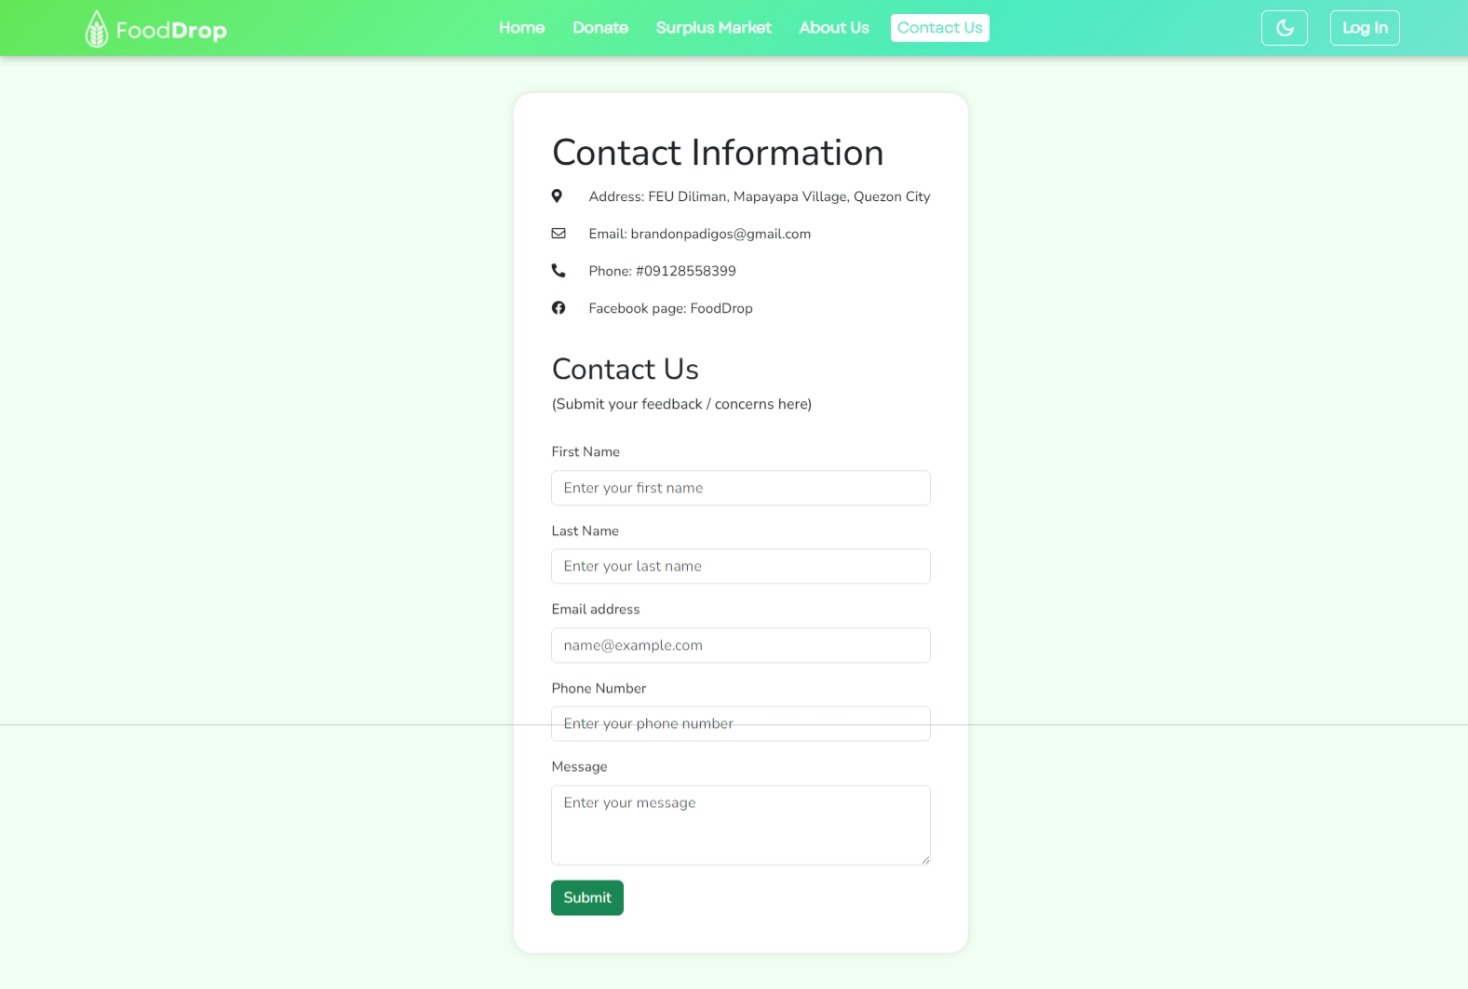 FoodDrop
Home Donate Surplus Market About Us Contact Us
Log In
Contact Information
Address: FEU Diliman, Mapayapa Village, Quezon City
Email: brandonpadigos@gmail.com
Phone: #09128558399
Facebook page: FoodDrop
Contact Us
(Submit your feedback / concerns here)
First Name
Enter your first name
Last Name
Enter your last name
Email address
name@example.com
Phone Number
Enter your phone number
Message
Enter your message
Submit